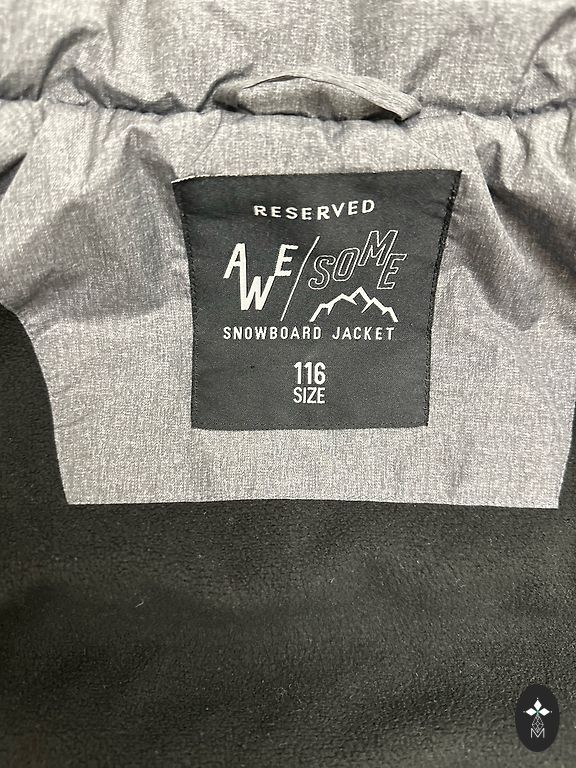 RESERVED
AWE/SOME
SNOWBOARD JACKET
116
SIZE
M